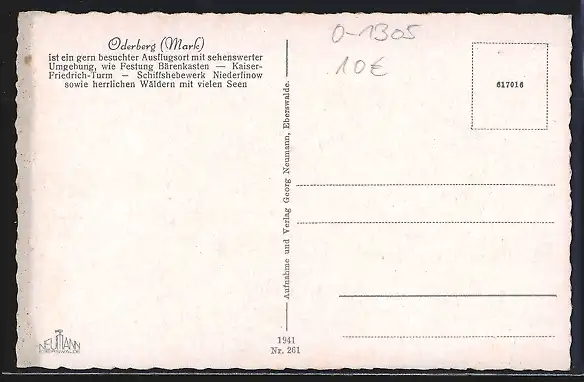 Oderberg (Mark)
ist ein gern besuchter Ausflugsort mit sehenswerter
Umgebung, wie Festung Bärenkasten — Kaiser-
Friedrich-Turm — Schiffshebewerk Niederfinow
sowie herrlichen Wäldern mit vielen Seen
O-1305
10€
617016
Aufnahme und Verlag Georg Neumann, Eberswalde.
NEUMANN
EBERSWALDE
1941
Nr. 261